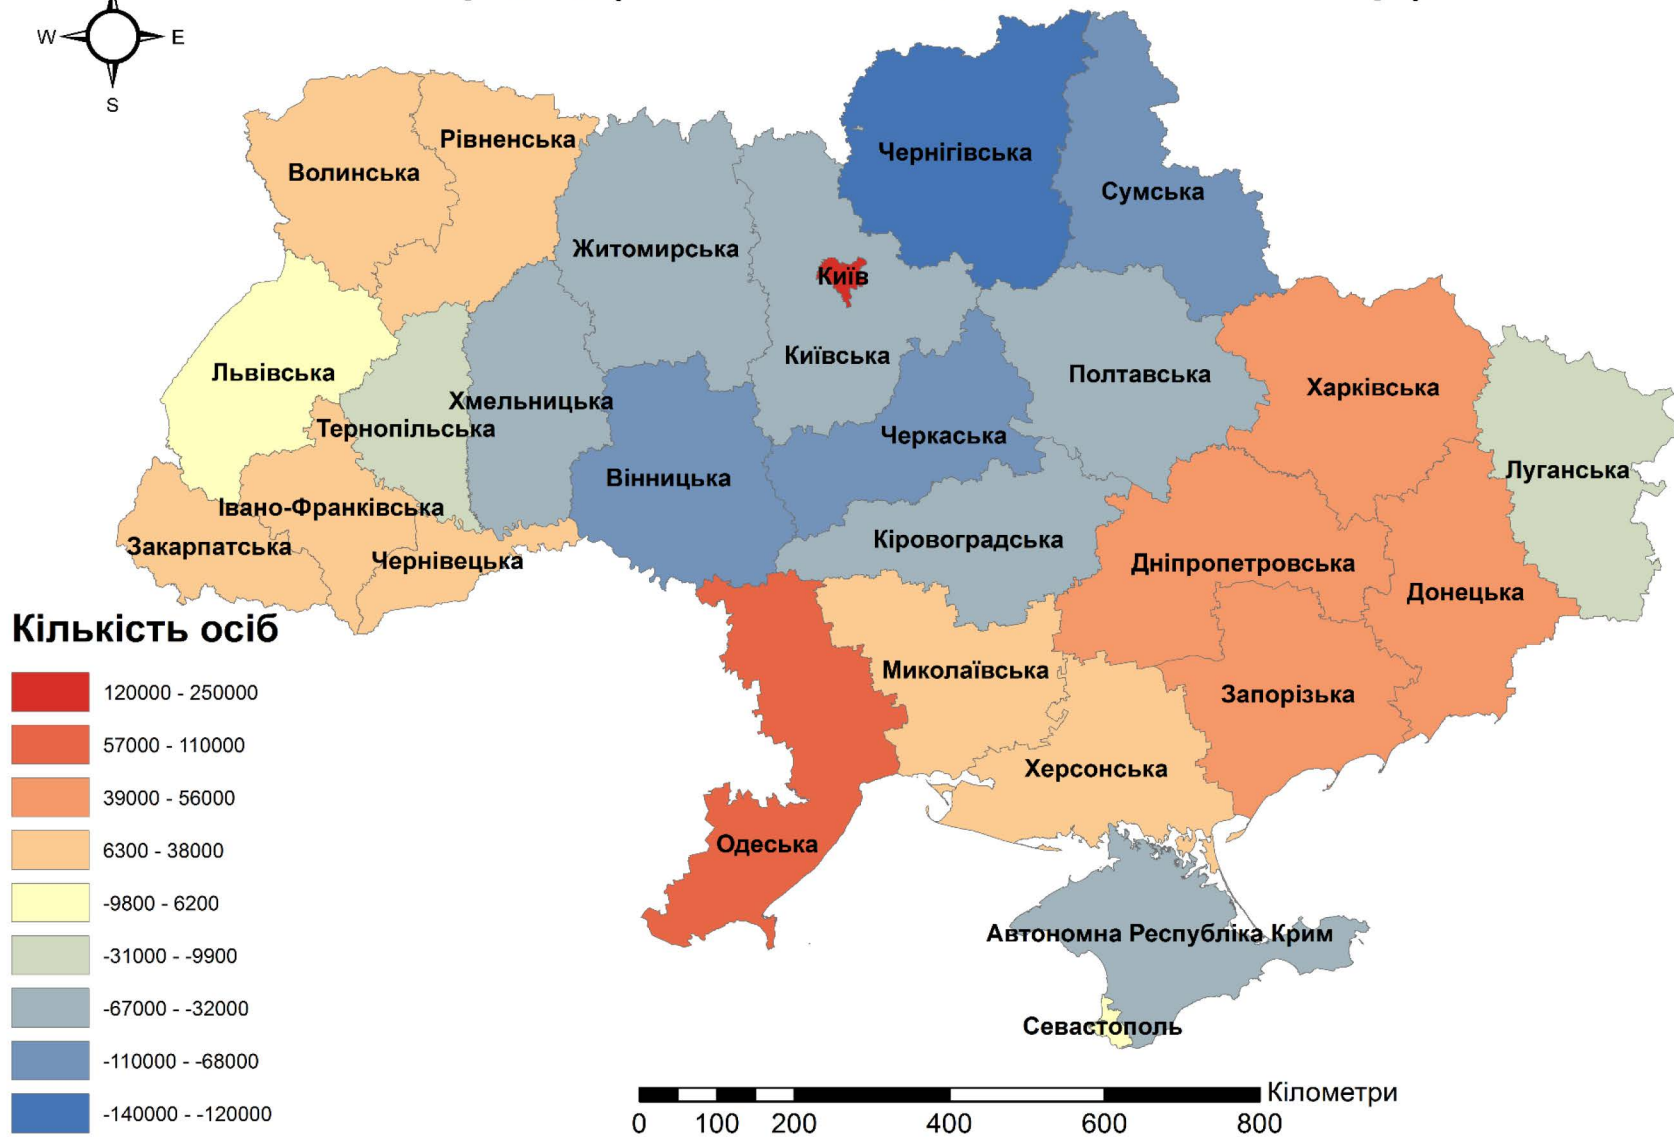 W E
S
Рівненська
Волинська
Чернігівська
Сумська
Житомирська
Київ
Київська
Львівська
Полтавська
Харківська
Хмельницька
Тернопільська
Черкаська
Луганська
Вінницька
Івано-Франківська
Закарпатська
Чернівецька
Кіровоградська
Дніпропетровська
Донецька
Миколаївська
Запорізька
Херсонська
Одеська
Автономна Республіка Крим
Севастополь
Кількість осіб
120000 - 250000
57000 - 110000
39000 - 56000
6300 - 38000
-9800 - 6200
-31000 - -9900
-67000 - -32000
-110000 - -68000
-140000 - -120000
Кілометри
0 100 200 400 600 800